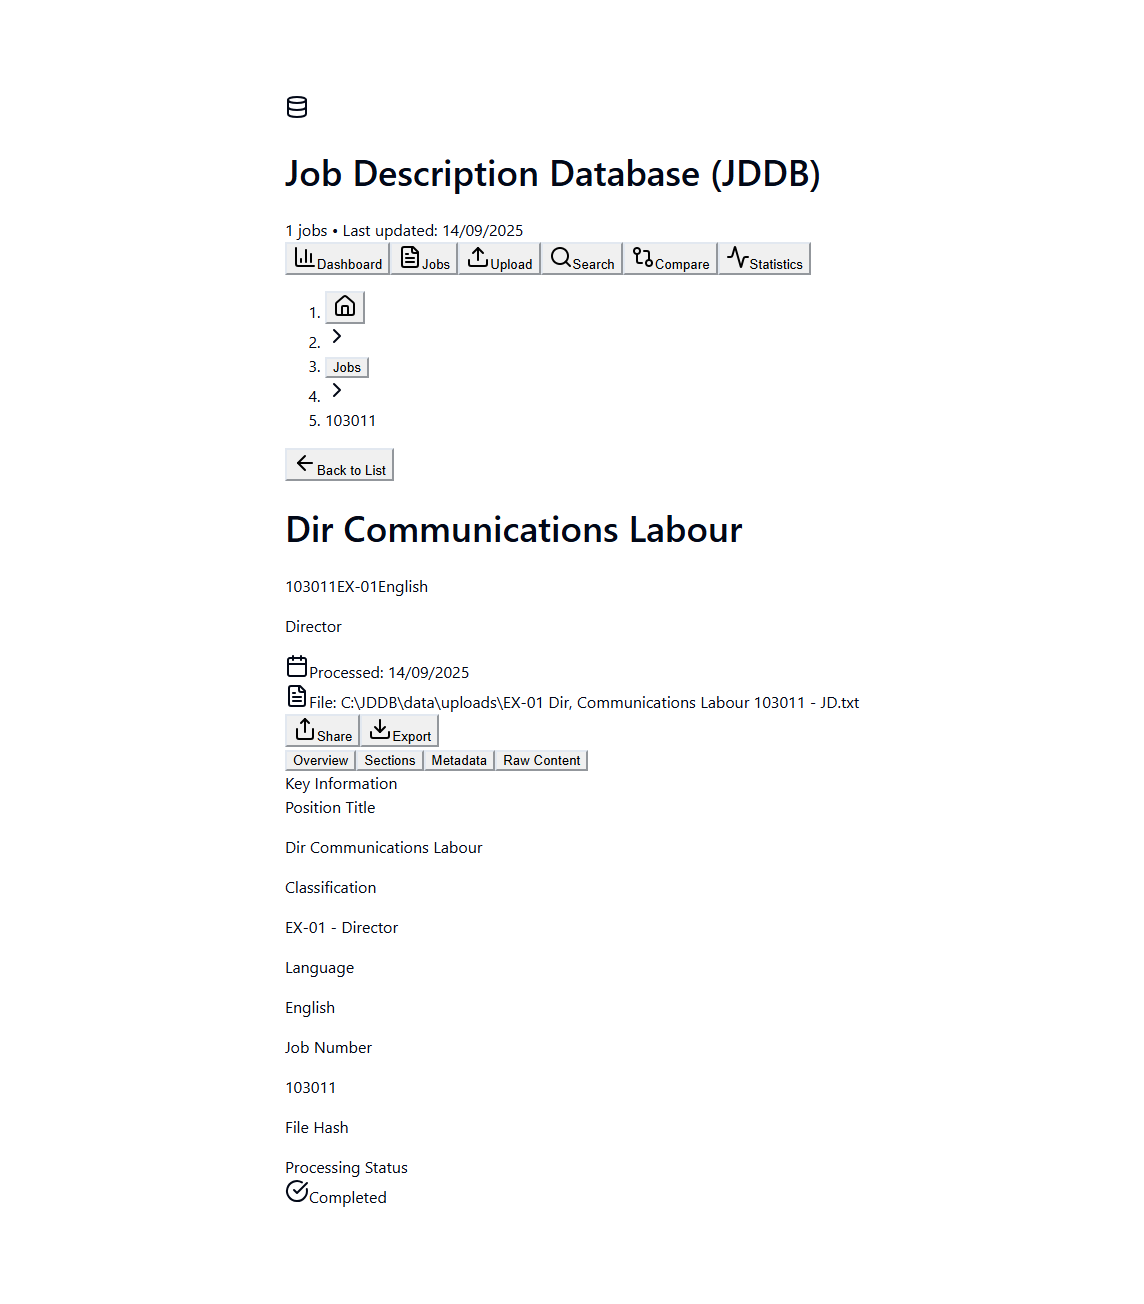 Job Description Database (JDDB)
1 jobs • Last updated: 14/09/2025
Dashboard Jobs Upload Search Compare Statistics
1.
2.
3. Jobs
4.
5. 103011
Back to List
Dir Communications Labour
103011EX-01English
Director
Processed: 14/09/2025
File: C:\JDDB\data\uploads\EX-01 Dir, Communications Labour 103011 - JD.txt
Share Export
Overview Sections Metadata Raw Content
Key Information
Position Title
Dir Communications Labour
Classification
EX-01 - Director
Language
English
Job Number
103011
File Hash
Processing Status
Completed